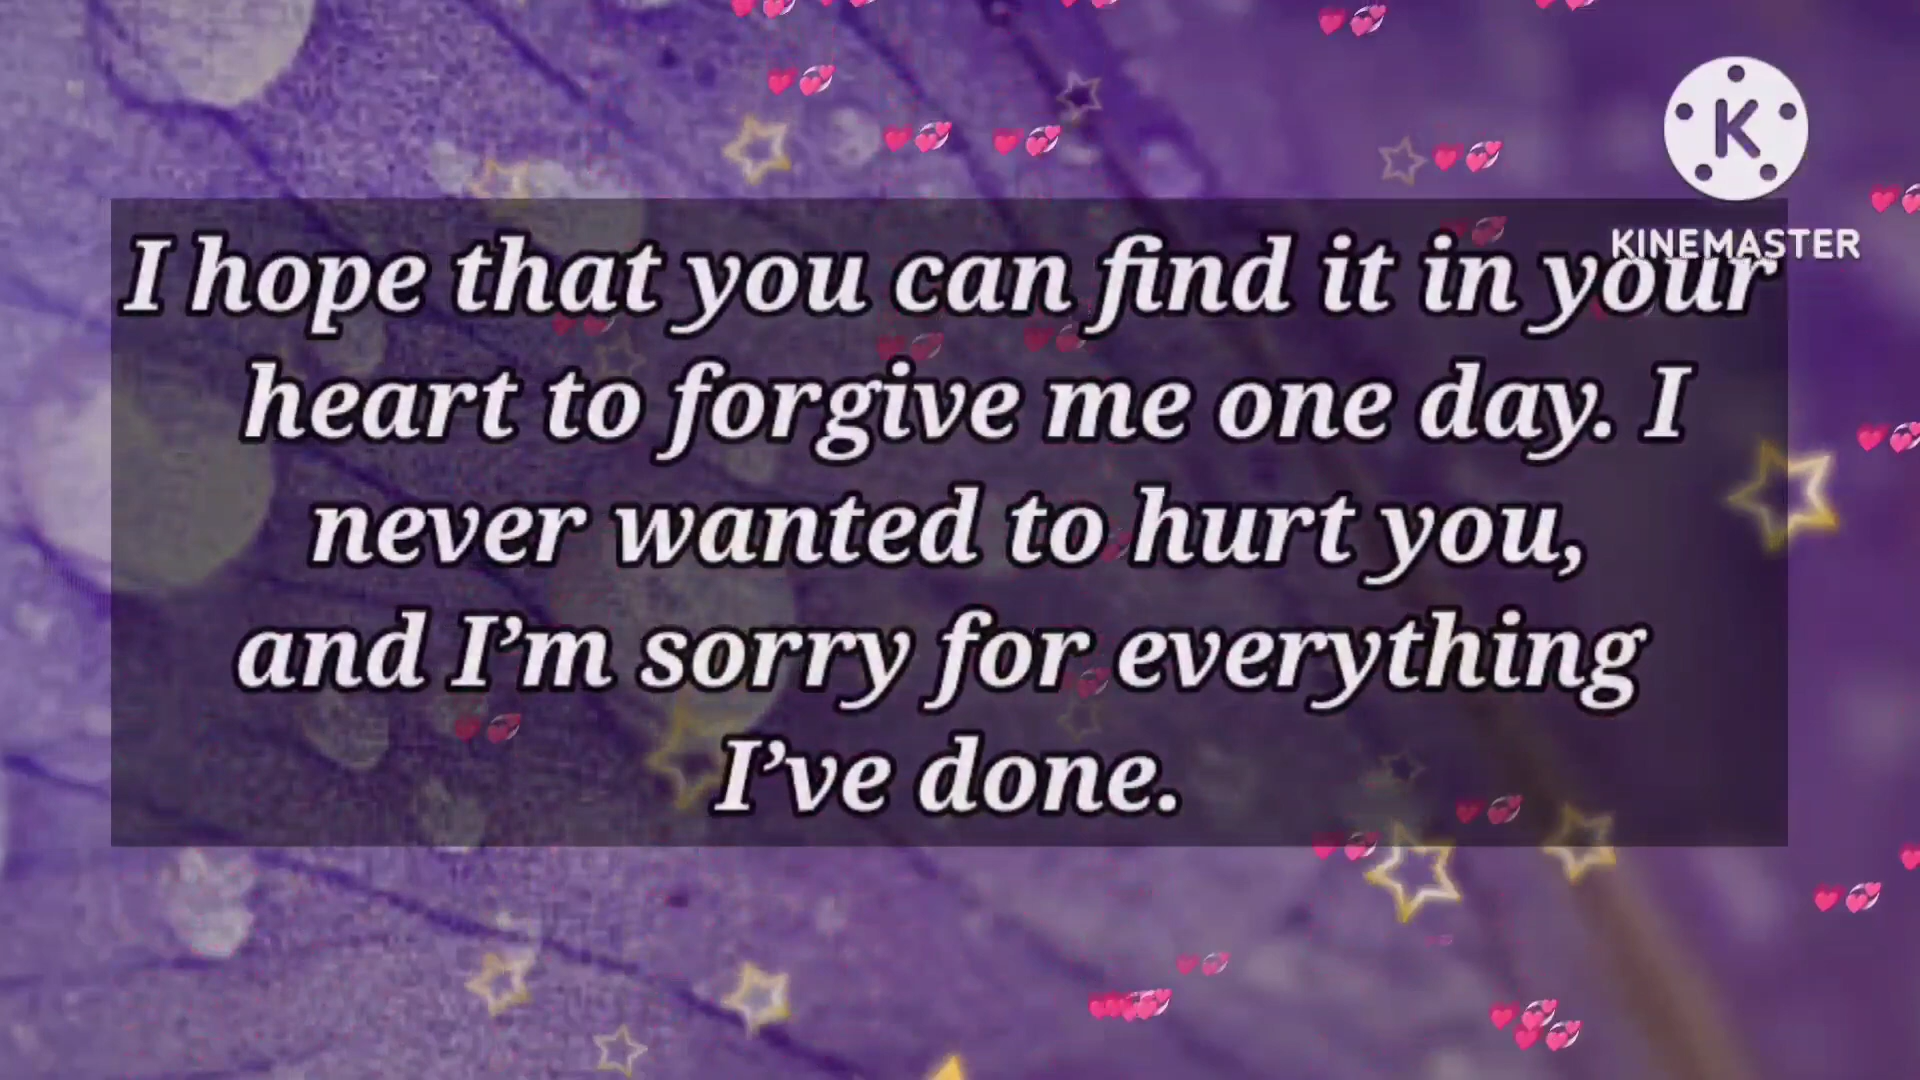 K
KINEMASTER
I hope that you can find it in your
heart to forgive me one day. I
never wanted to hurt you,
and I’m sorry for everything
I’ve done.